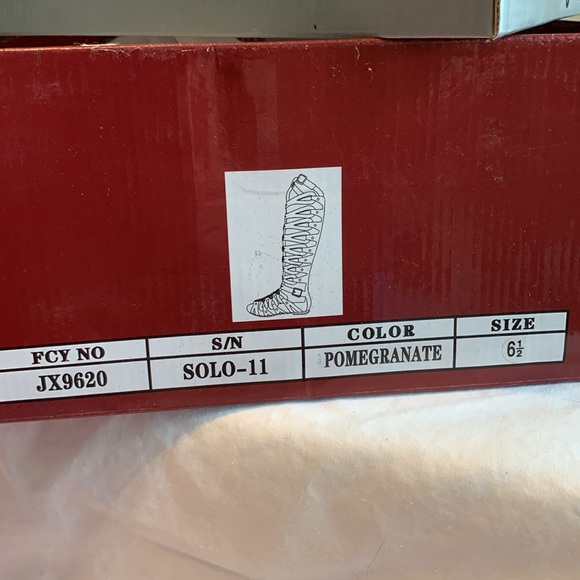 FCY NO S/N COLOR SIZE
JX9620 SOLO-11 POMEGRANATE 6½